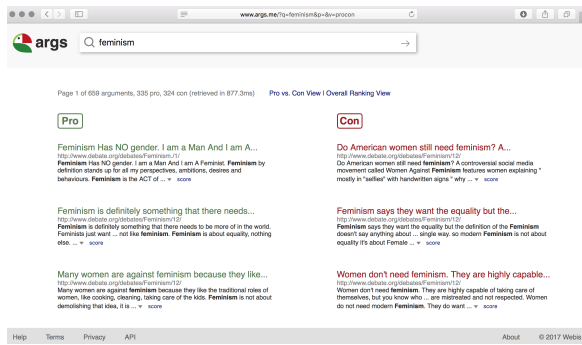 www.args.me/?q=feminism&p=&v=procon
args
feminism
Page 1 of 659 arguments, 335 pro, 324 con (retrieved in 877.3ms)
Pro vs. Con View I Overall Ranking View
Pro
Feminism Has NO gender. I am a Man And I am A...
http://www.debate.org/debates/Feminism./1/
Feminism Has NO gender. I am a Man And I am A Feminist. Feminism by
definition stands up for all my perspectives, ambitions, desires and
behaviours. Feminism is the ACT of ... score
Feminism is definitely something that there needs...
http://www.debate.org/debates/Feminism/12/
Feminism is definitely something that there needs to be more of in the world.
Feminists just want ... not like feminism. Feminism is about equality, nothing
else. ... score
Many women are against feminism because they like...
http://www.debate.org/debates/Feminism/12/
Many women are against feminism because they like the traditional roles of
women, like cooking, cleaning, taking care of the kids. Feminism is not about
demolishing that idea, it is ... score
Con
Do American women still need feminism? A...
http://www.debate.org/debates/Feminism/12/
Do American women still need feminism? A controversial social media
movement called Women Against Feminism features women explaining "
mostly in "selfies" with handwritten signs " why ... score
Feminism says they want the equality but the...
http://www.debate.org/debates/Feminism/12/
Feminism says they want the equality but the definition of the Feminism
doesn't say anything about ... single way, so modern Feminism is not about
equality it's about Female ... score
Women don't need feminism. They are highly capable...
http://www.debate.org/debates/Feminism/12/
Women don't need feminism. They are highly capable of taking care of
themselves, but you know who ... are mistreated and not respected. Women
do not need modern Feminism. They do want ... score
Help Terms Privacy API
About © 2017 Webis